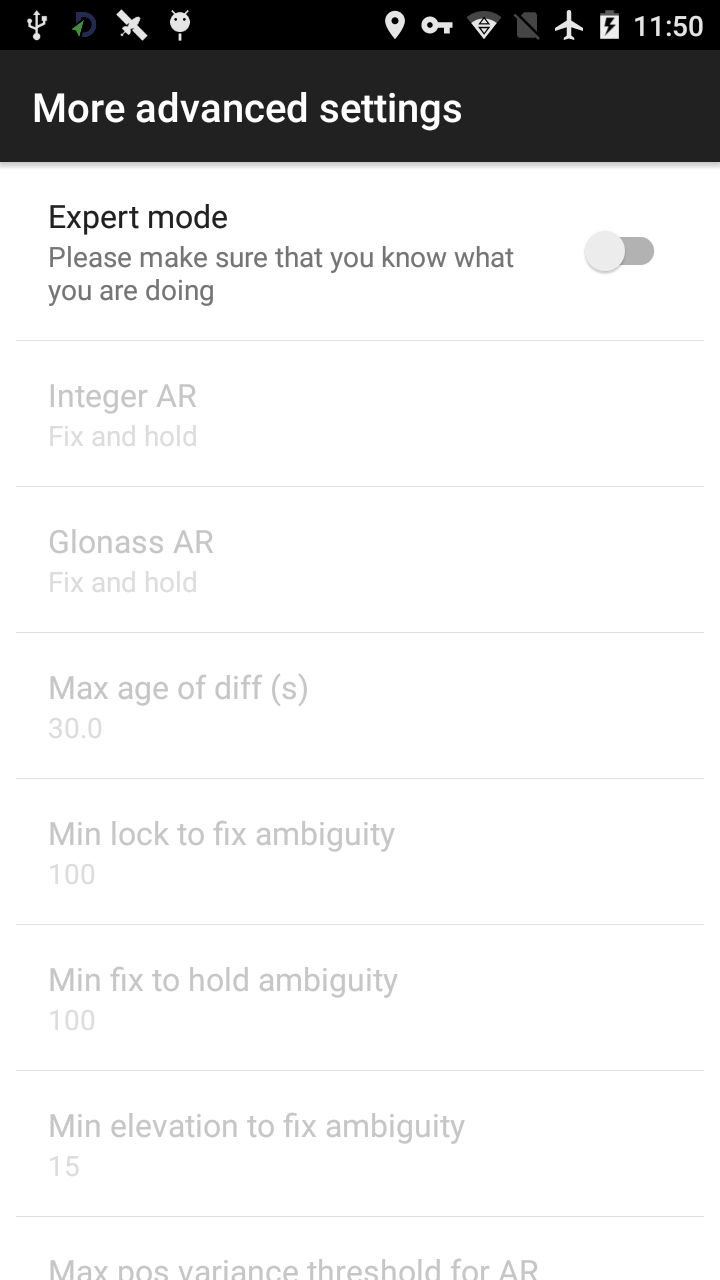 11:50
More advanced settings
Expert mode
Please make sure that you know what
you are doing
Integer AR
Fix and hold
Glonass AR
Fix and hold
Max age of diff (s)
30.0
Min lock to fix ambiguity
100
Min fix to hold ambiguity
100
Min elevation to fix ambiguity
15
Max pos variance threshold for AR